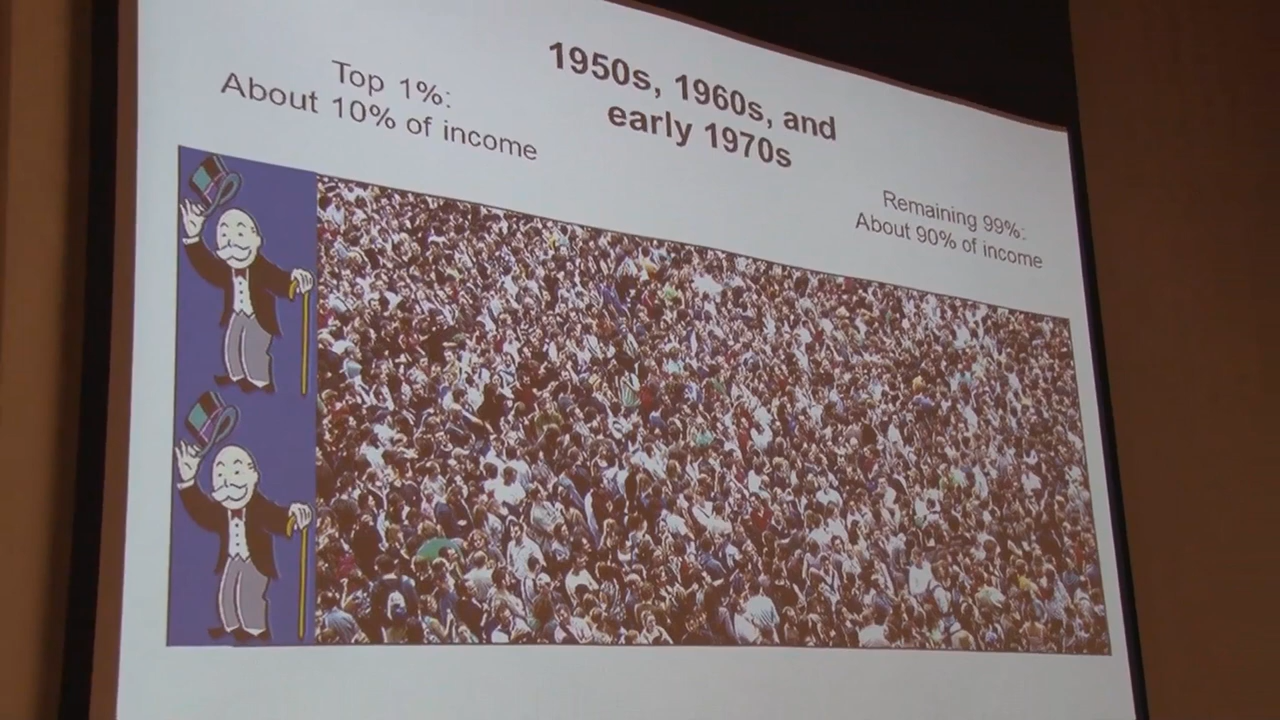 1950s, 1960s, and
early 1970s
Top 1%:
About 10% of income
Remaining 99%:
About 90% of income